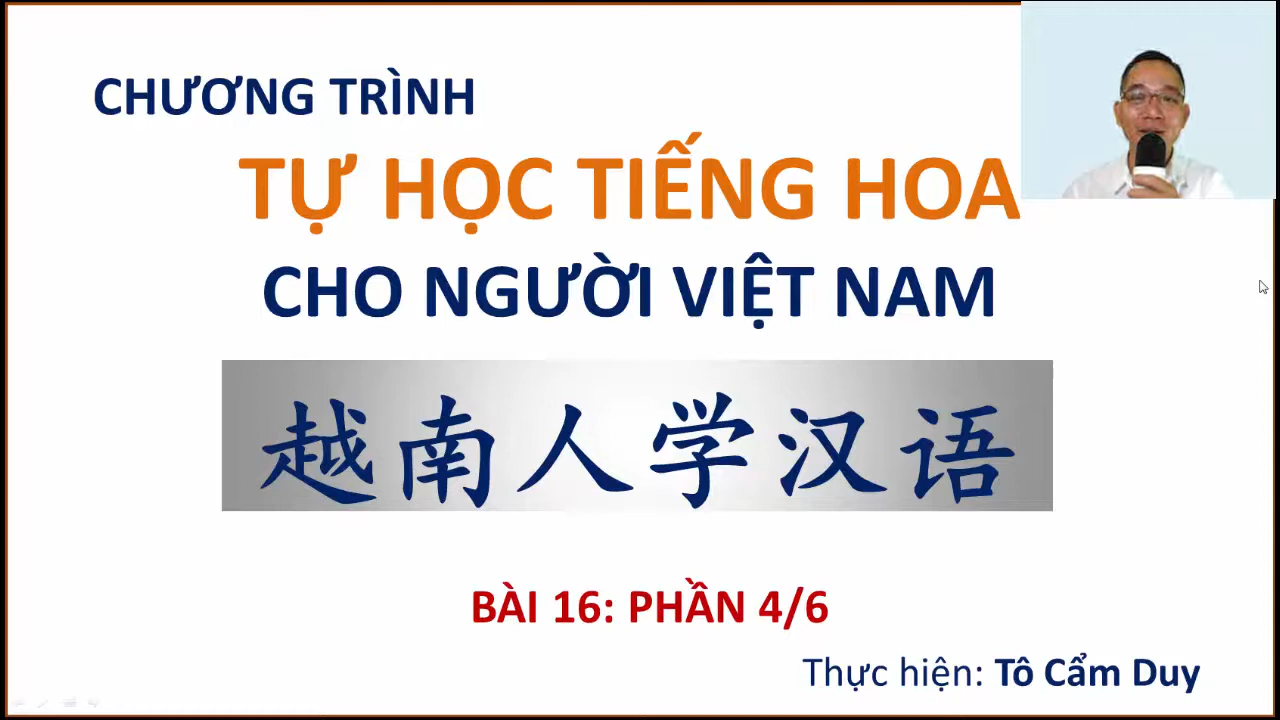 CHƯƠNG TRÌNH
TỰ HỌC TIẾNG HOA
CHO NGƯỜI VIỆT NAM
越南人学汉语
BÀI 16: PHẦN 4/6
Thực hiện: Tô Cẩm Duy